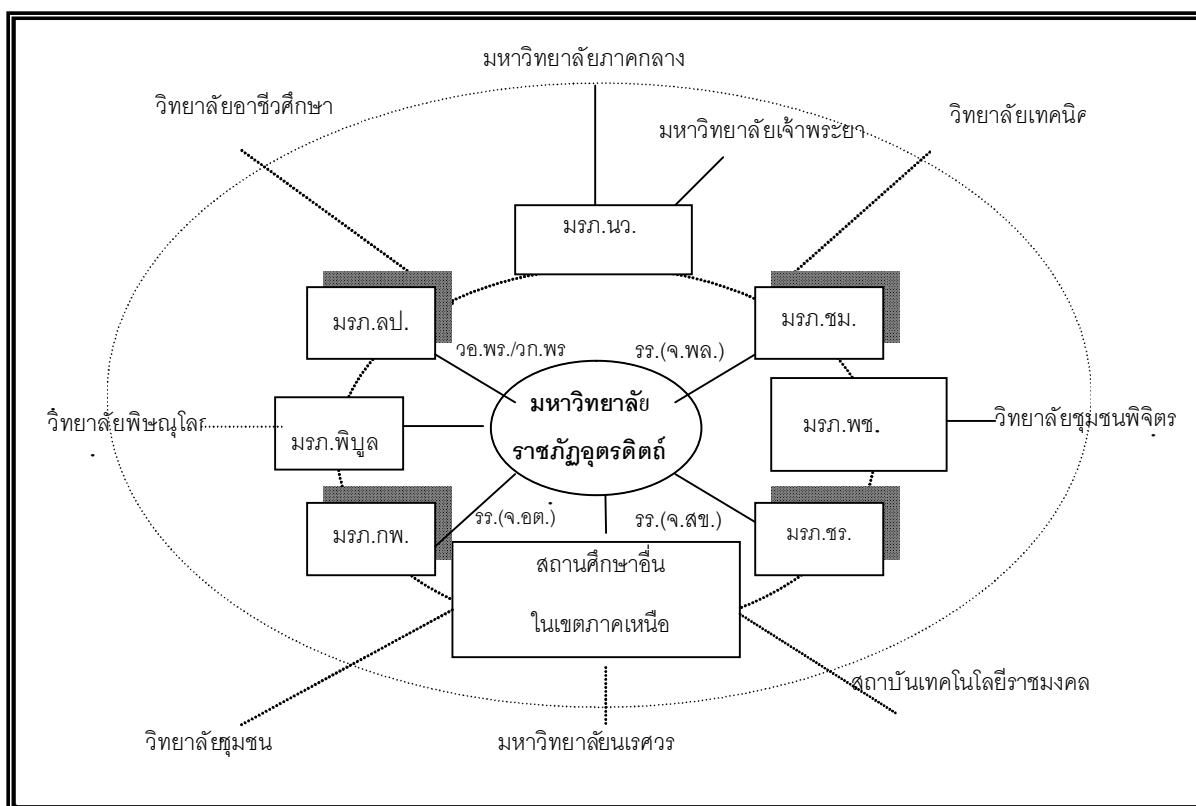 มหาวิทยาลัยภาคกลาง
วิทยาลัยอาชีวศึกษา
วิทยาลัยเทคนิค
มหาวิทยาลัยเจ้าพระยา
มรภ.นว.
มรภ.ลป.
มรภ.ชม.
วอ.พร./วก.พร
รร.(จ.พล.)
มหาวิทยาลัย
ราชภัฏอุตรดิตถ์
วิทยาลัยพิษณุโลก
มรภ.พิบูล
มรภ.พช.
วิทยาลัยชุมชนพิจิตร
มรภ.กพ.
รร.(จ.อต.)
รร.(จ.สข.)
มรภ.ชร.
สถานศึกษาอื่น
ในเขตภาคเหนือ
สถาบันเทคโนโลยีราชมงคล
วิทยาลัยชุมชน
มหาวิทยาลัยนเรศวร